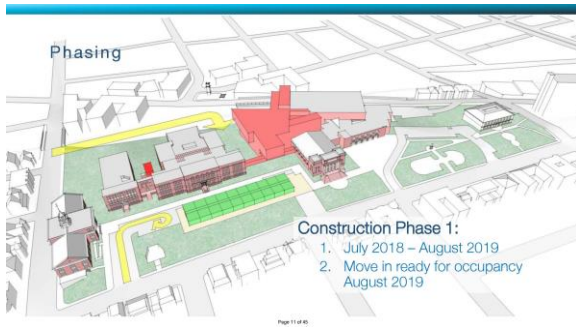 Phasing
Construction Phase 1:
1. July 2018 – August 2019
2. Move in ready for occupancy
August 2019
Page 11 of 45